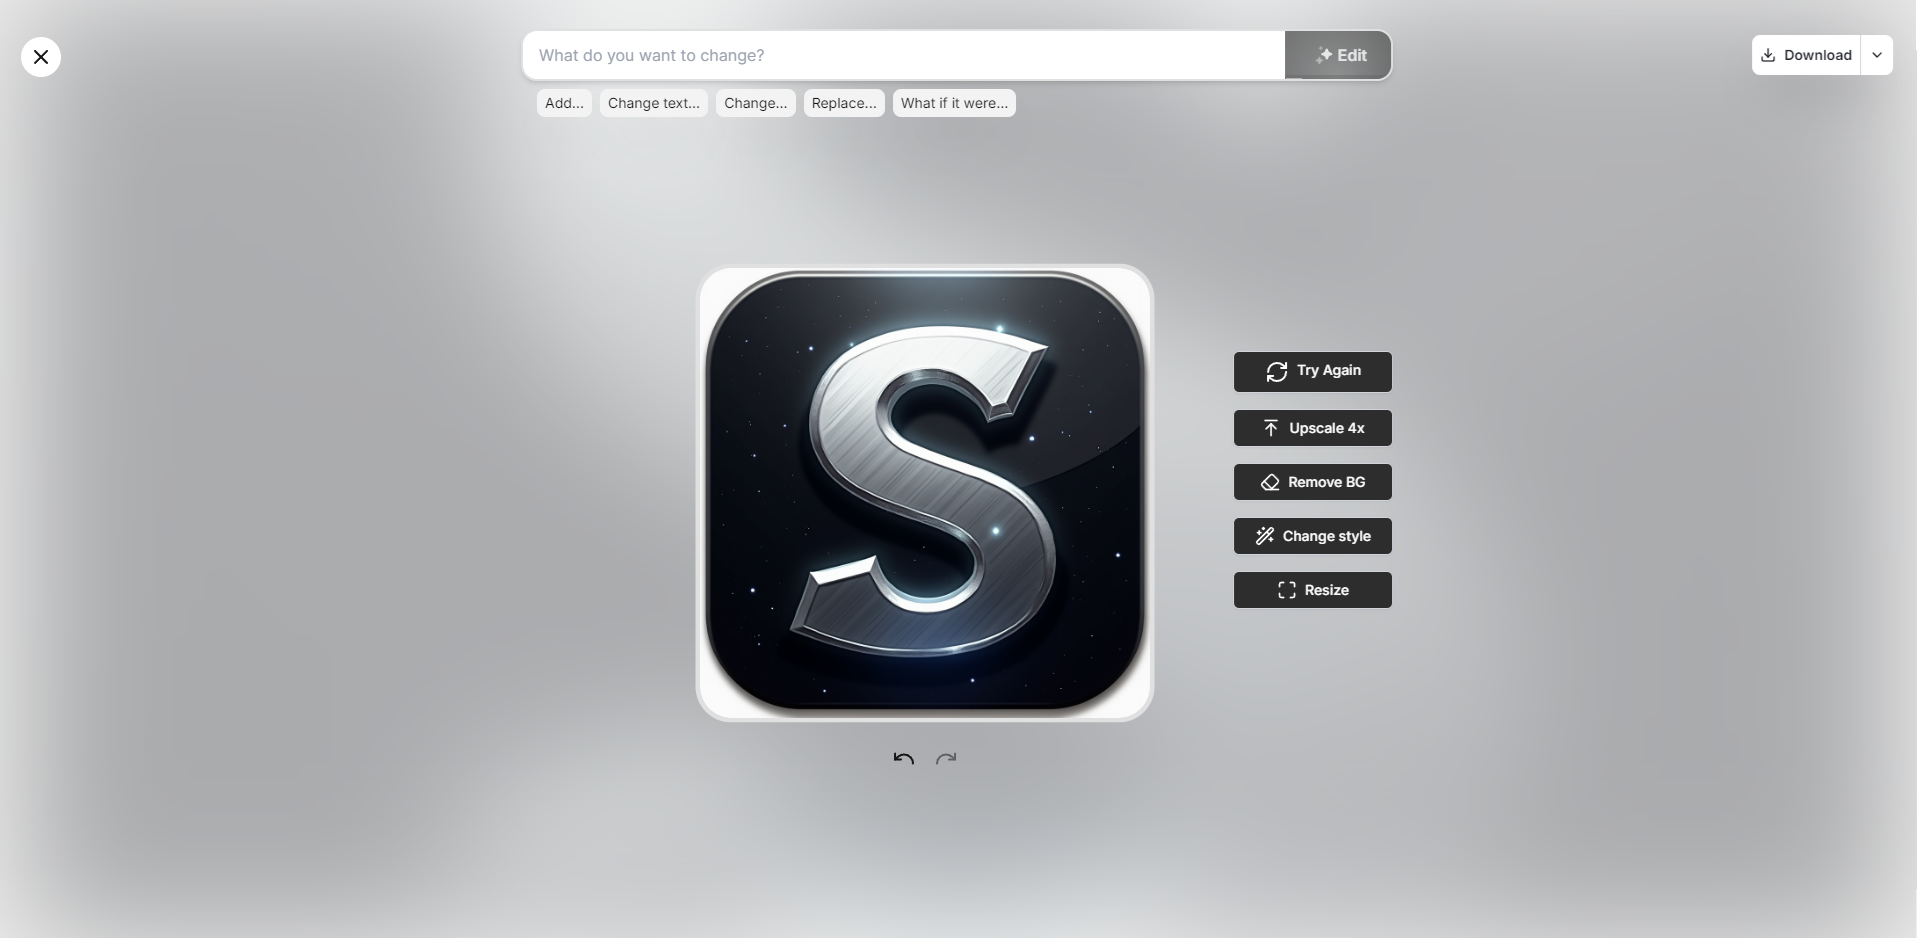 What do you want to change?
Edit
Download
Add...
Change text...
Change...
Replace...
What if it were...
S
Try Again
Upscale 4x
Remove BG
Change style
Resize